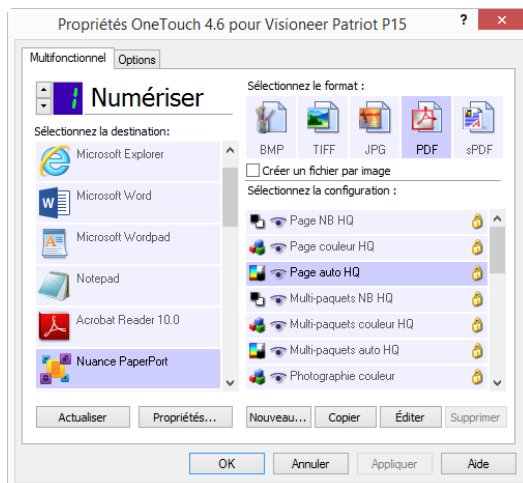 Propriétés OneTouch 4.6 pour Visioneer Patriot P15
?
×
Multifonctionnel
Options
1
Numériser
Sélectionnez la destination:
Microsoft Explorer
Microsoft Word
Microsoft Wordpad
Notepad
Acrobat Reader 10.0
Nuance PaperPort
Actualiser
Propriétés...
Sélectionnez le format :
BMP
TIFF
JPG
PDF
sPDF
Créer un fichier par image
Sélectionnez la configuration :
Page NB HQ
Page couleur HQ
Page auto HQ
Multi-paquets NB HQ
Multi-paquets couleur HQ
Multi-paquets auto HQ
Photographie couleur
Nouveau...
Copier
Éditer
Supprimer
OK
Annuler
Appliquer
Aide